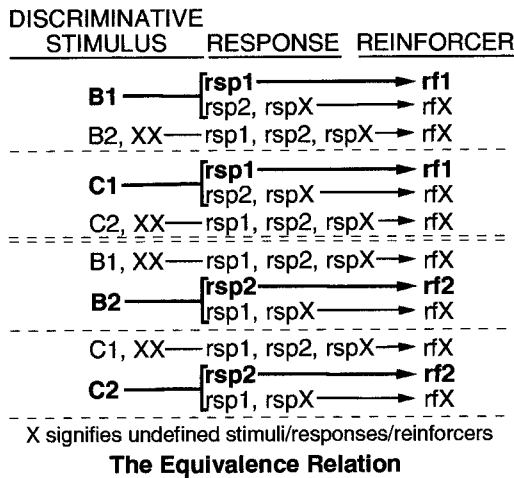 DISCRIMINATIVE
STIMULUS RESPONSE REINFORCER
B1 rsp1 rf1
rsp2, rspX rfX
B2, XX rsp1, rsp2, rspX rfX
C1 rsp1 rf1
rsp2, rspX rfX
C2, XX rsp1, rsp2, rspX rfX
B1, XX rsp1, rsp2, rspX rfX
B2 rsp2 rf2
rsp1, rspX rfX
C1, XX rsp1, rsp2, rspX rfX
C2 rsp2 rf2
rsp1, rspX rfX
X signifies undefined stimuli/responses/reinforcers
The Equivalence Relation